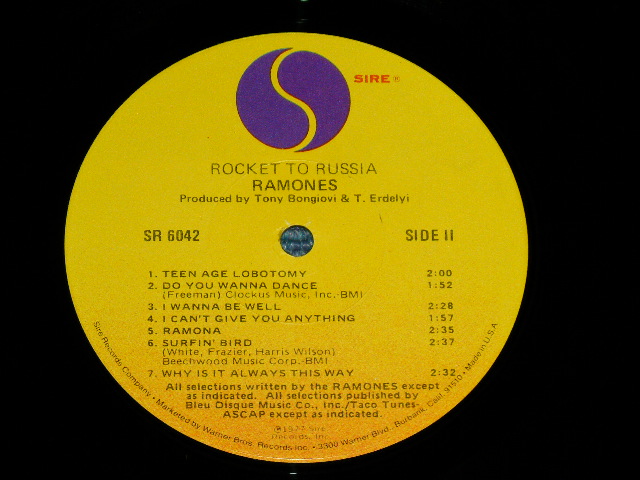 SIRE ®
ROCKET TO RUSSIA
RAMONES
Produced by Tony Bongiovi & T. Erdelyi
SR 6042 SIDE II
1. TEEN AGE LOBOTOMY 2:00
2. DO YOU WANNA DANCE 1:52
(Freeman) Clockus Music, Inc.-BMI
3. I WANNA BE WELL 2:28
4. I CAN'T GIVE YOU ANYTHING 1:57
5. RAMONA 2:35
6. SURFIN' BIRD 2:37
(White, Frazier, Harris Wilson)
Beechwood Music Corp.-BMI
7. WHY IS IT ALWAYS THIS WAY 2:32
All selections written by the RAMONES except
as indicated. All selections published by
Bleu Disque Music Co., Inc./Taco Tunes-
ASCAP except as indicated.
℗1977 Sire
Records, Inc.
Sire Records Company • Marketed by Warner Bros. Records Inc. • 3300 Warner Blvd., Burbank, Calif. 91510 • Made in U.S.A.